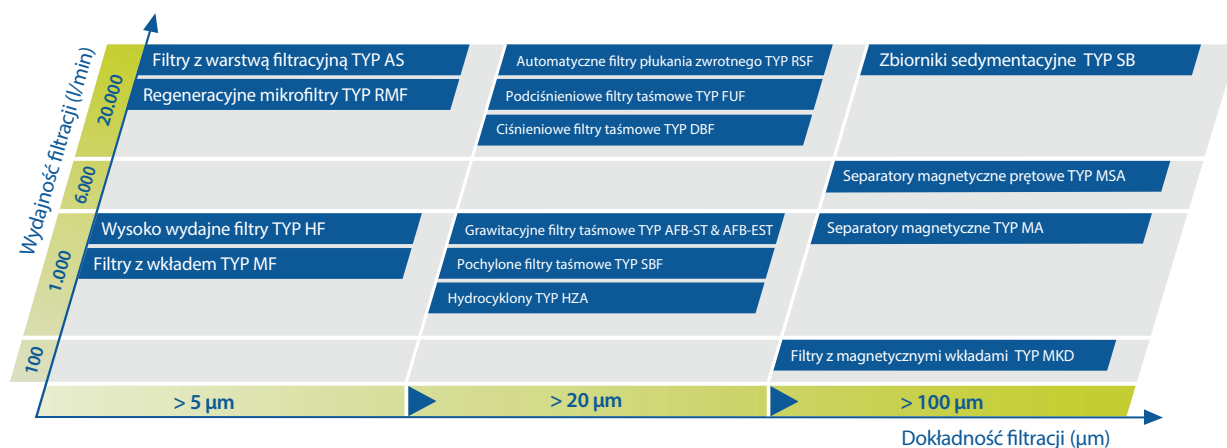 Wydajność filtracji (l/min)
20.000
Filtry z warstwą filtracyjną TYP AS
Automatyczne filtry płukania zwrotnego TYP RSF
Zbiorniki sedymentacyjne TYP SB
Regeneracyjne mikrofiltry TYP RMF
Podciśnieniowe filtry taśmowe TYP FUF
Ciśnieniowe filtry taśmowe TYP DBF
6.000
Separatory magnetyczne prętowe TYP MSA
1.000
Wysoko wydajne filtry TYP HF
Grawitacyjne filtry taśmowe TYP AFB-ST & AFB-EST
Separatory magnetyczne TYP MA
Filtry z wkładem TYP MF
Pochylone filtry taśmowe TYP SBF
Hydrocyklony TYP HZA
100
Filtry z magnetycznymi wkładami TYP MKD
> 5 µm
> 20 µm
> 100 µm
Dokładność filtracji (µm)